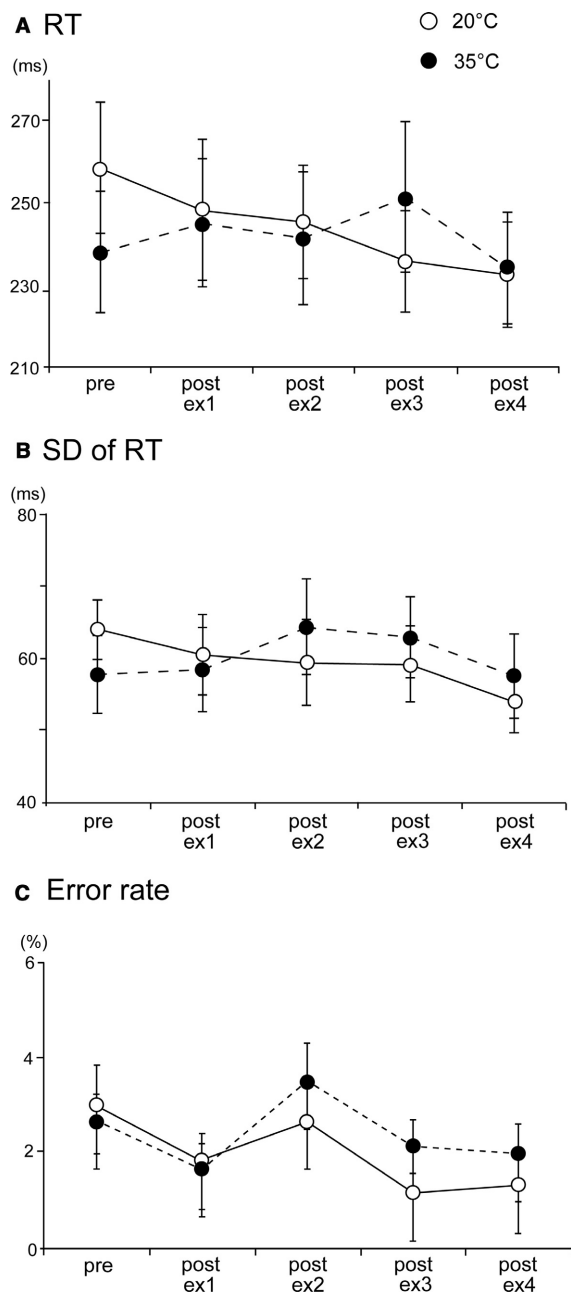 A RT
20°C
35°C
(ms)
270
250
230
210
pre post post post post
ex1 ex2 ex3 ex4
B SD of RT
(ms)
80
60
40
pre post post post post
ex1 ex2 ex3 ex4
C Error rate
(%)
6
4
2
0
pre post post post post
ex1 ex2 ex3 ex4